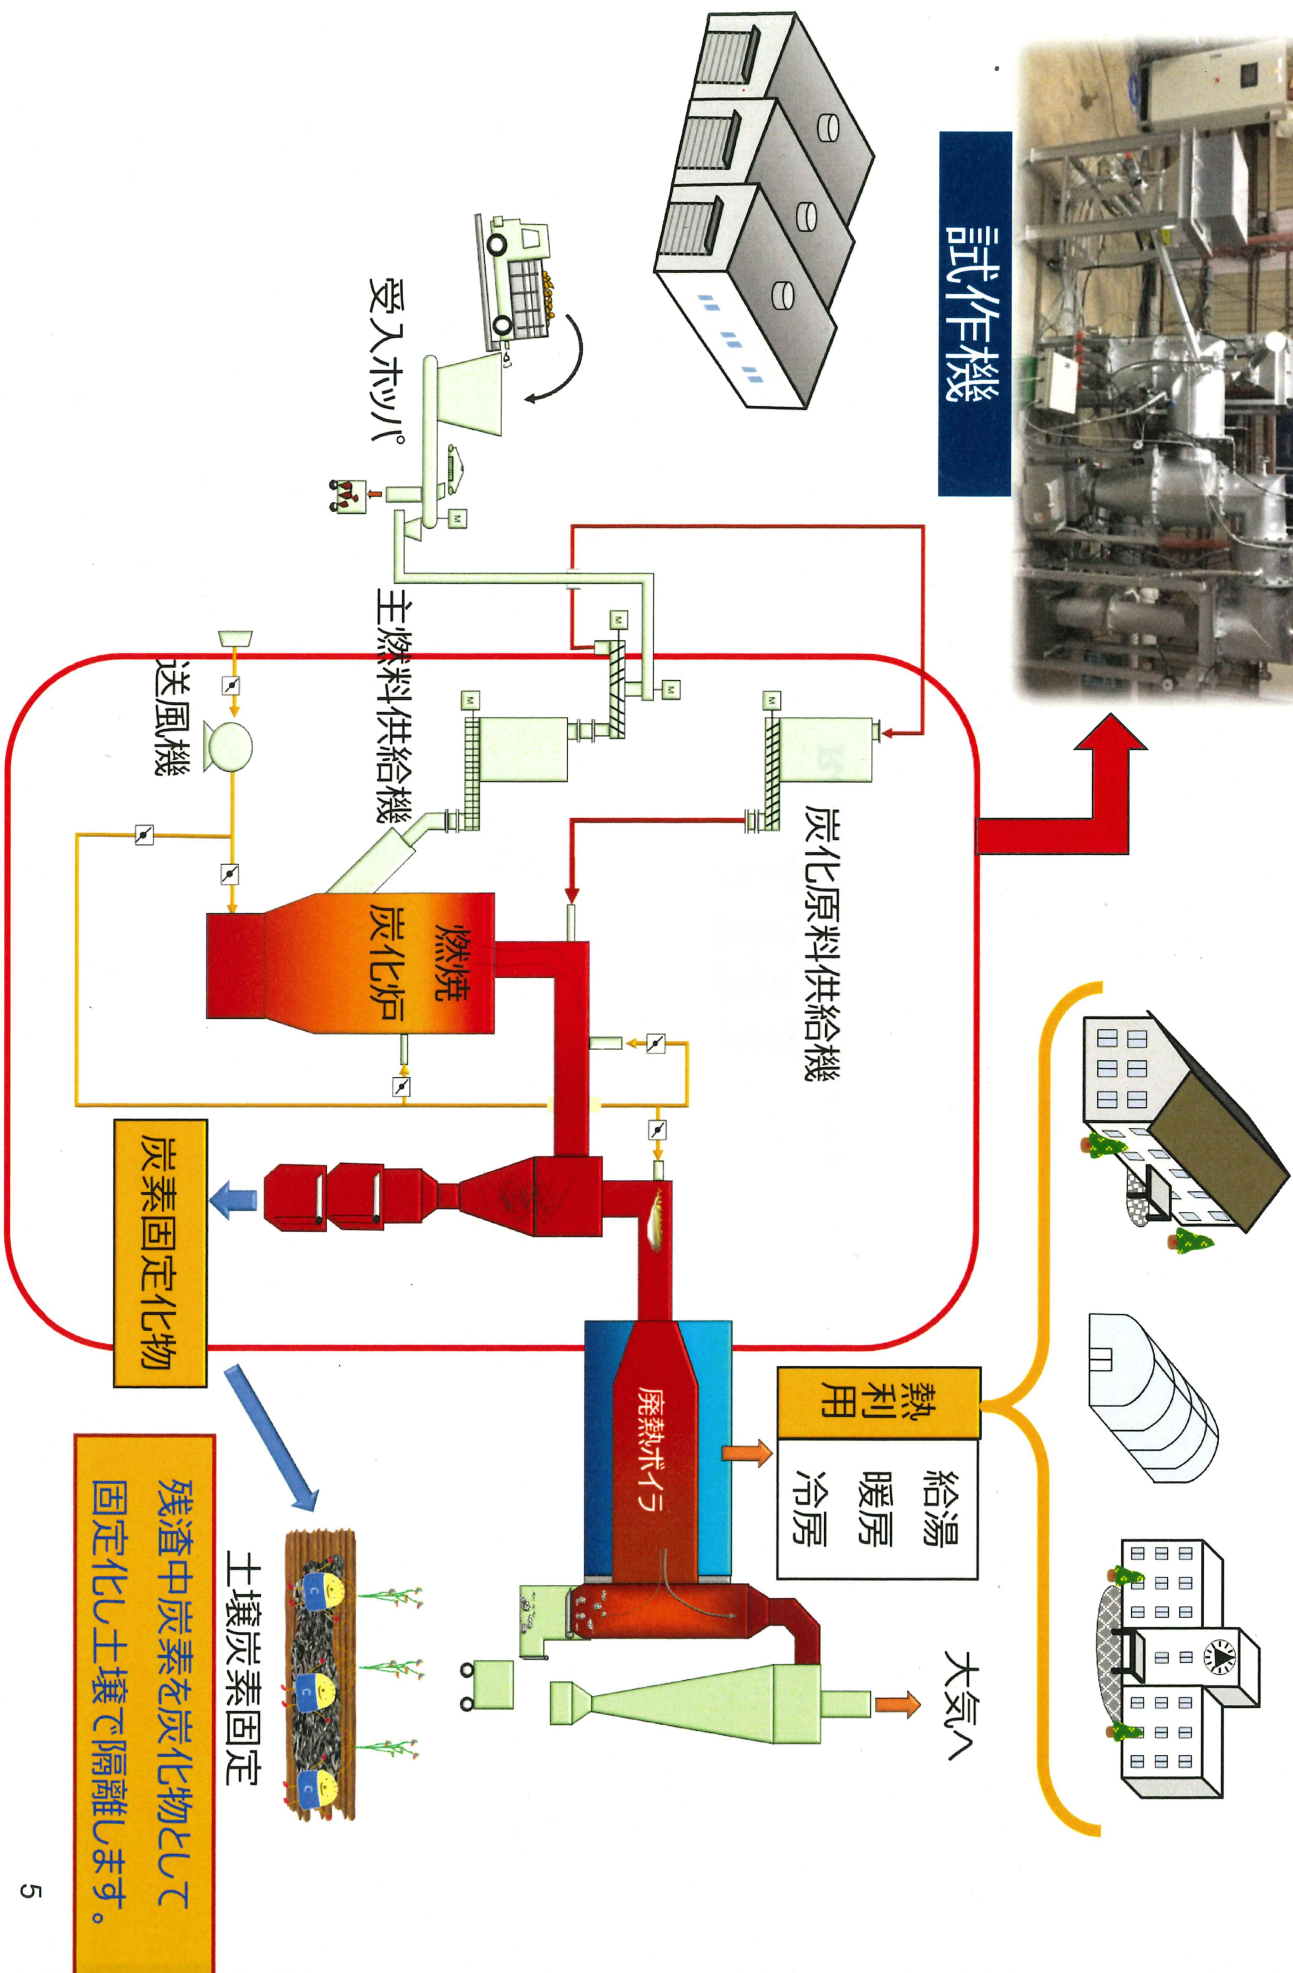 試作機
受入ホッパ
M
M
M
M
M
主燃料供給機
送風機
炭化原料供給機
燃焼
炭化炉
炭素固定化物
廃熱ボイラ
熱利
用
給湯
暖房
冷房
大気へ
土壌炭素固定
C
C
C
残渣中炭素を炭化物として
固定化し土壌で隔離します。
5